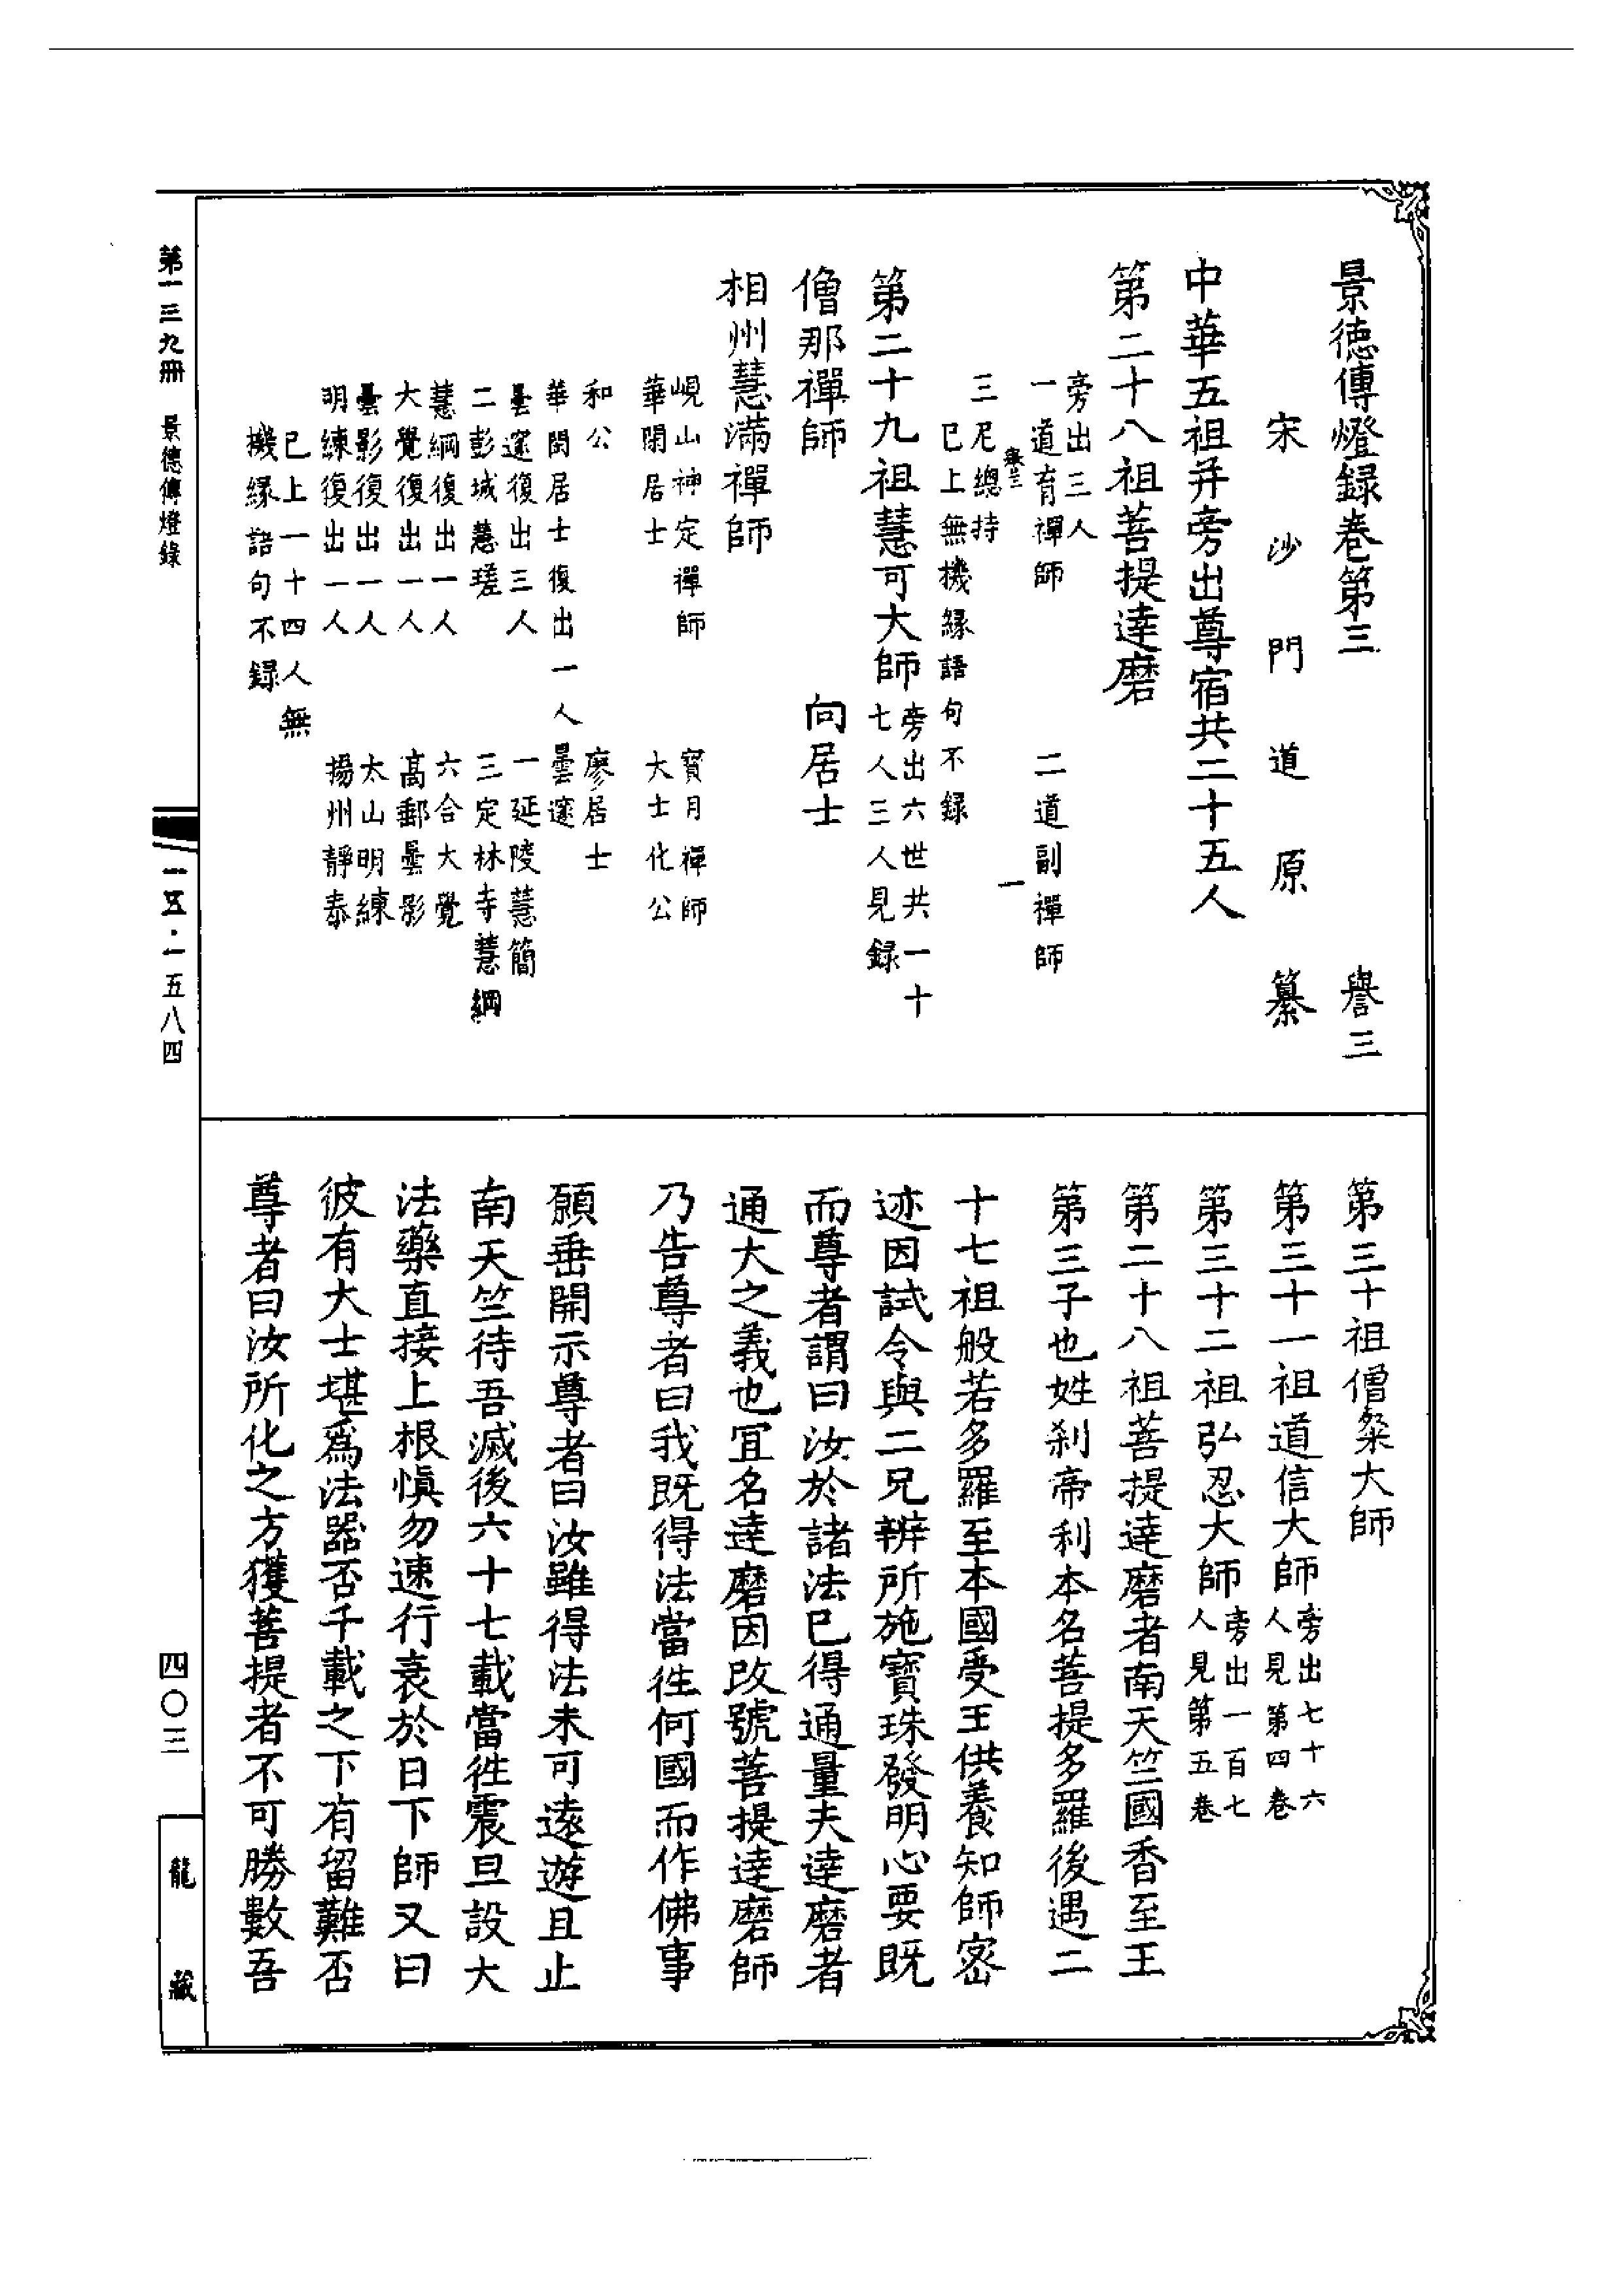 景德傳燈録卷第三　譽三
宋沙門道原纂
中華五祖并旁出尊宿共二十五人
第二十八祖菩提達磨
旁出三人
一道育禪師　二道副禪師
一
三尼總持
已上無機緣語句不録
第二十九祖慧可大師旁出六世共一十
七人三人見録
僧那禪師　向居士
相州慧滿禪師
峴山神定禪師　寶月禪師
華閑居士　大士化公
和公　廖居士
華閑居士復出一人曇邃
曇邃復出三人　一延陵慧簡
二彭城慧瑳　三定林寺慧綱
慧綱復出一人　六合大覺
大覺復出一人　高郵曇影
曇影復出一人　太山明練
明練復出一人　揚州靜泰
已上一十四人無
機緣語句不録
第三十祖僧璨大師
第三十一祖道信大師旁出七十六
人見第四卷
第三十二祖弘忍大師旁出一百七
人見第五卷
第二十八祖菩提達磨者南天竺國香至王
第三子也姓刹帝利本名菩提多羅後遇二
十七祖般若多羅至本國受王供養知師密
迹因試令與二兄辨所施寶珠發明心要既
而尊者謂曰汝於諸法已得通量夫達磨者
通大之義也宜名達磨因改號菩提達磨師
乃告尊者曰我既得法當往何國而作佛事
願垂開示尊者曰汝雖得法未可遠遊且止
南天竺待吾滅後六十七載當往震旦設大
法藥直接上根慎勿速行衰於日下師又曰
彼有大士堪爲法器否千載之下有留難否
尊者曰汝所化之方獲菩提者不可勝數吾
第一三九冊　景德傳燈錄
一五·一五八四
四〇三
龍藏